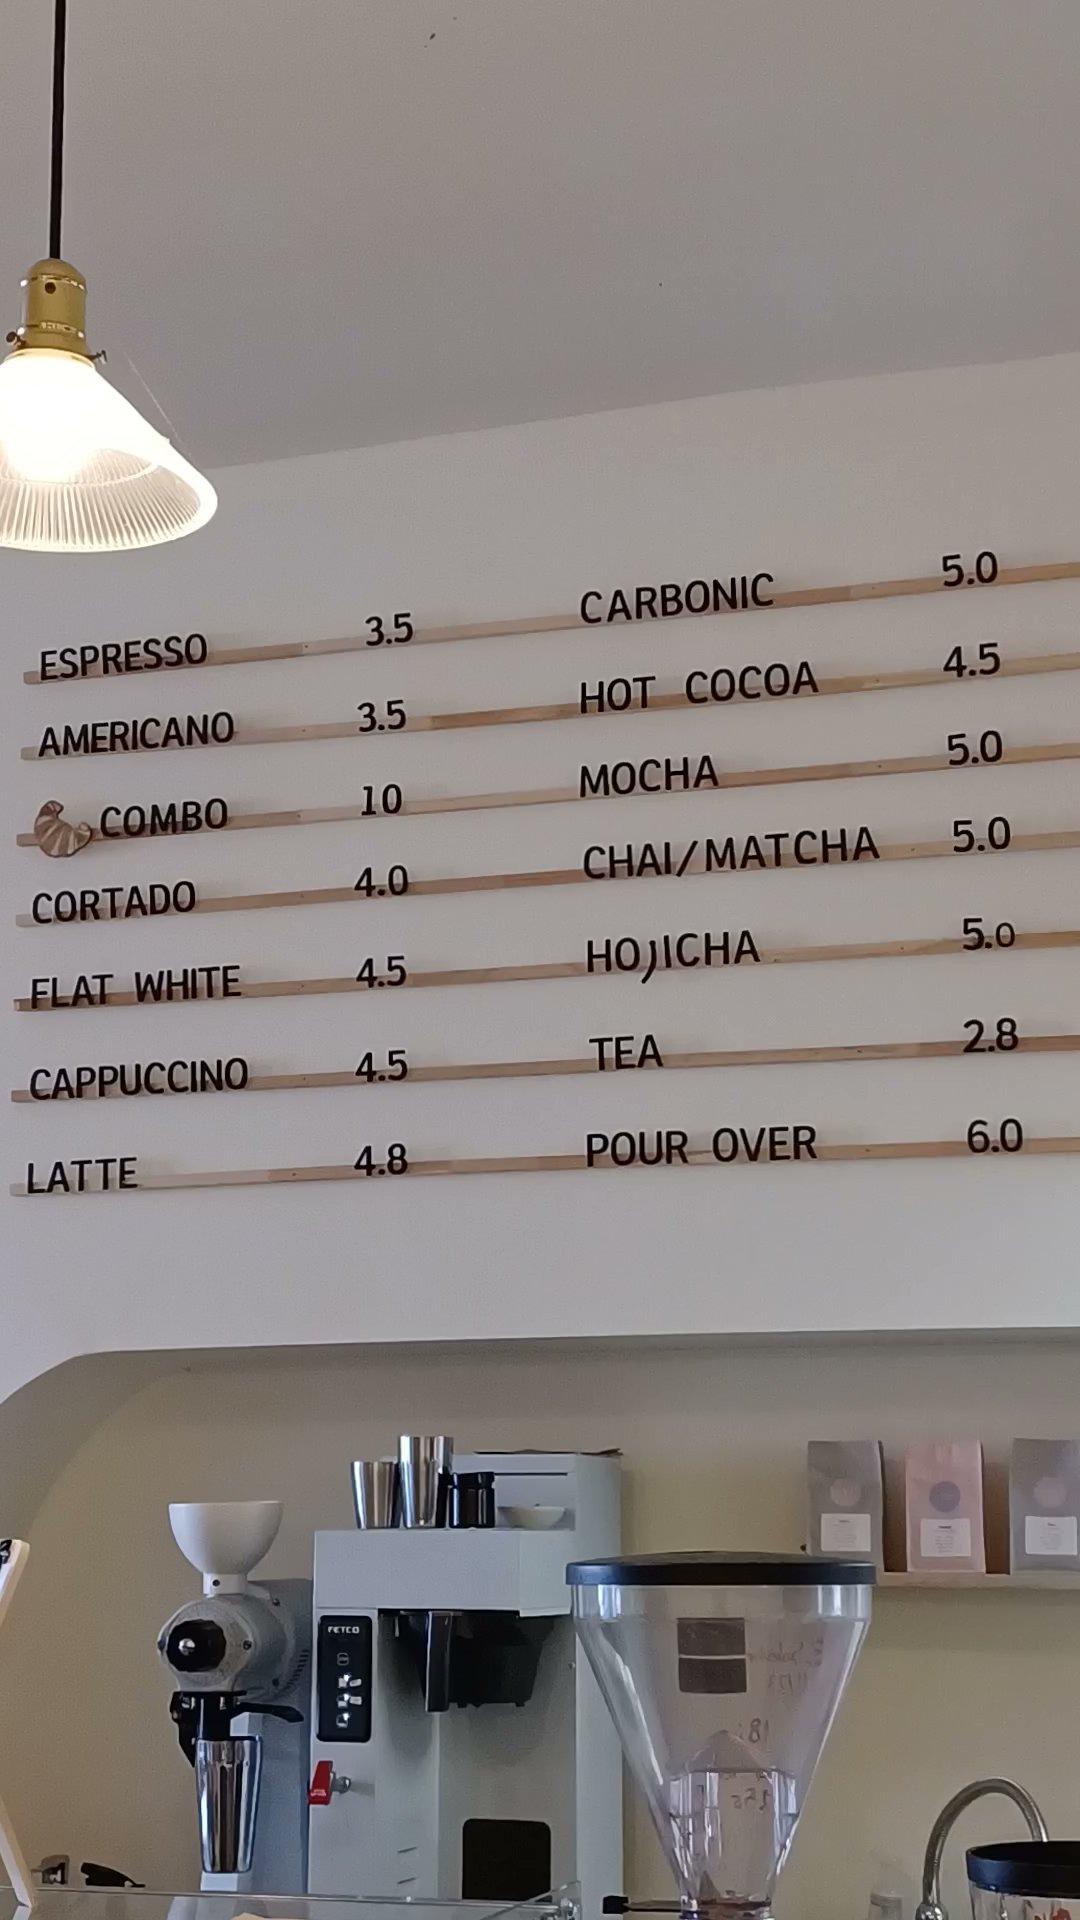 ESPRESSO 3.5
AMERICANO 3.5
COMBO 10
CORTADO 4.0
FLAT WHITE 4.5
CAPPUCCINO 4.5
LATTE 4.8
CARBONIC 5.0
HOT COCOA 4.5
MOCHA 5.0
CHAI/MATCHA 5.0
HOJICHA 5.0
TEA 2.8
POUR OVER 6.0
FETCO